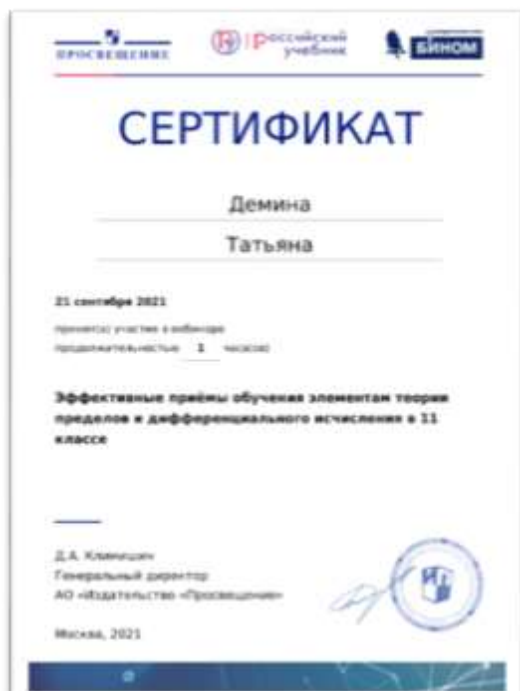 ПРОСВЕЩЕНИЕ
российский
учебник
БИНОМ
СЕРТИФИКАТ
Демина
Татьяна
21 сентября 2021
принял(а) участие в вебинаре
продолжительностью 1 часа(ов)
Эффективные приёмы обучения элементам теории
пределов и дифференциального исчисления в 11
классе
Д.А. Климишин
Генеральный директор
АО «Издательство «Просвещение»
Москва, 2021